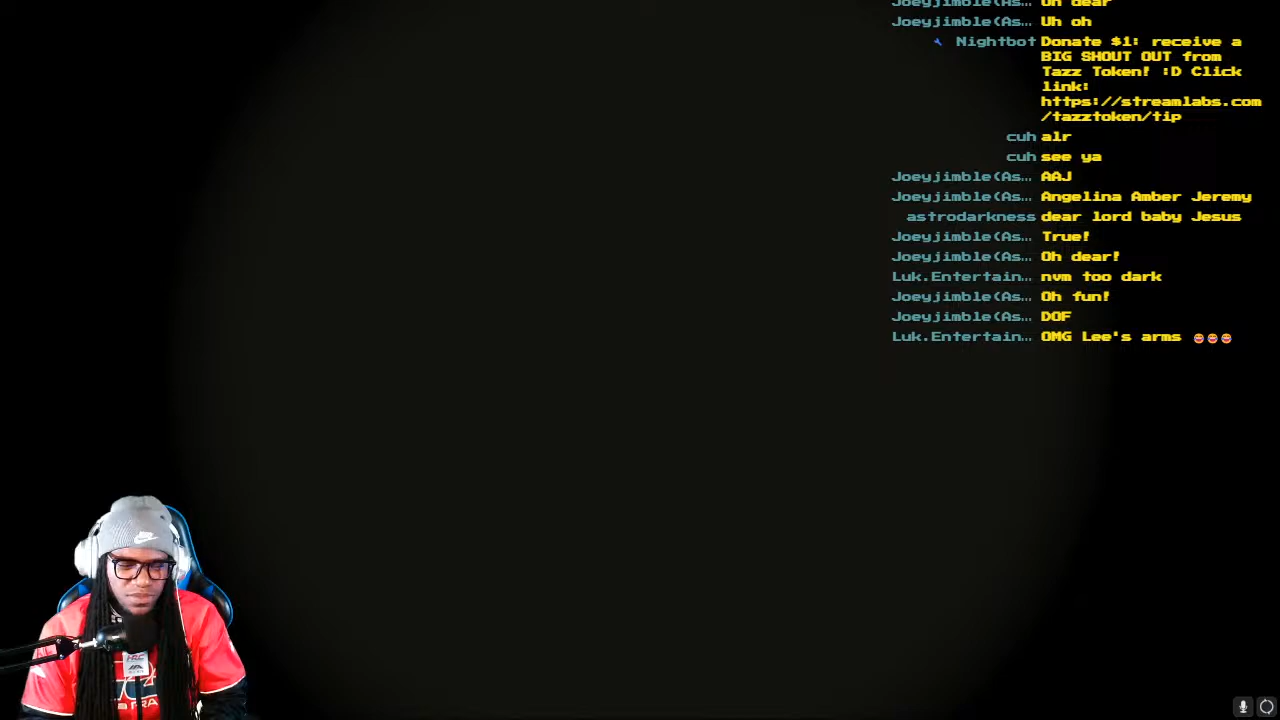 Joeyjimble(As… Oh dear
Joeyjimble(As… Uh oh
Nightbot Donate $1: receive a
BIG SHOUT OUT from
Tazz Token! :D Click
link:
https://streamlabs.com
/tazztoken/tip
cuh alr
cuh see ya
Joeyjimble(As… AAJ
Joeyjimble(As… Angelina Amber Jeremy
astrodarkness dear lord baby Jesus
Joeyjimble(As… True!
Joeyjimble(As… Oh dear!
Luk.Entertain… nvm too dark
Joeyjimble(As… Oh fun!
Joeyjimble(As… DOF
Luk.Entertain… OMG Lee's arms 😂😂😂
HRC